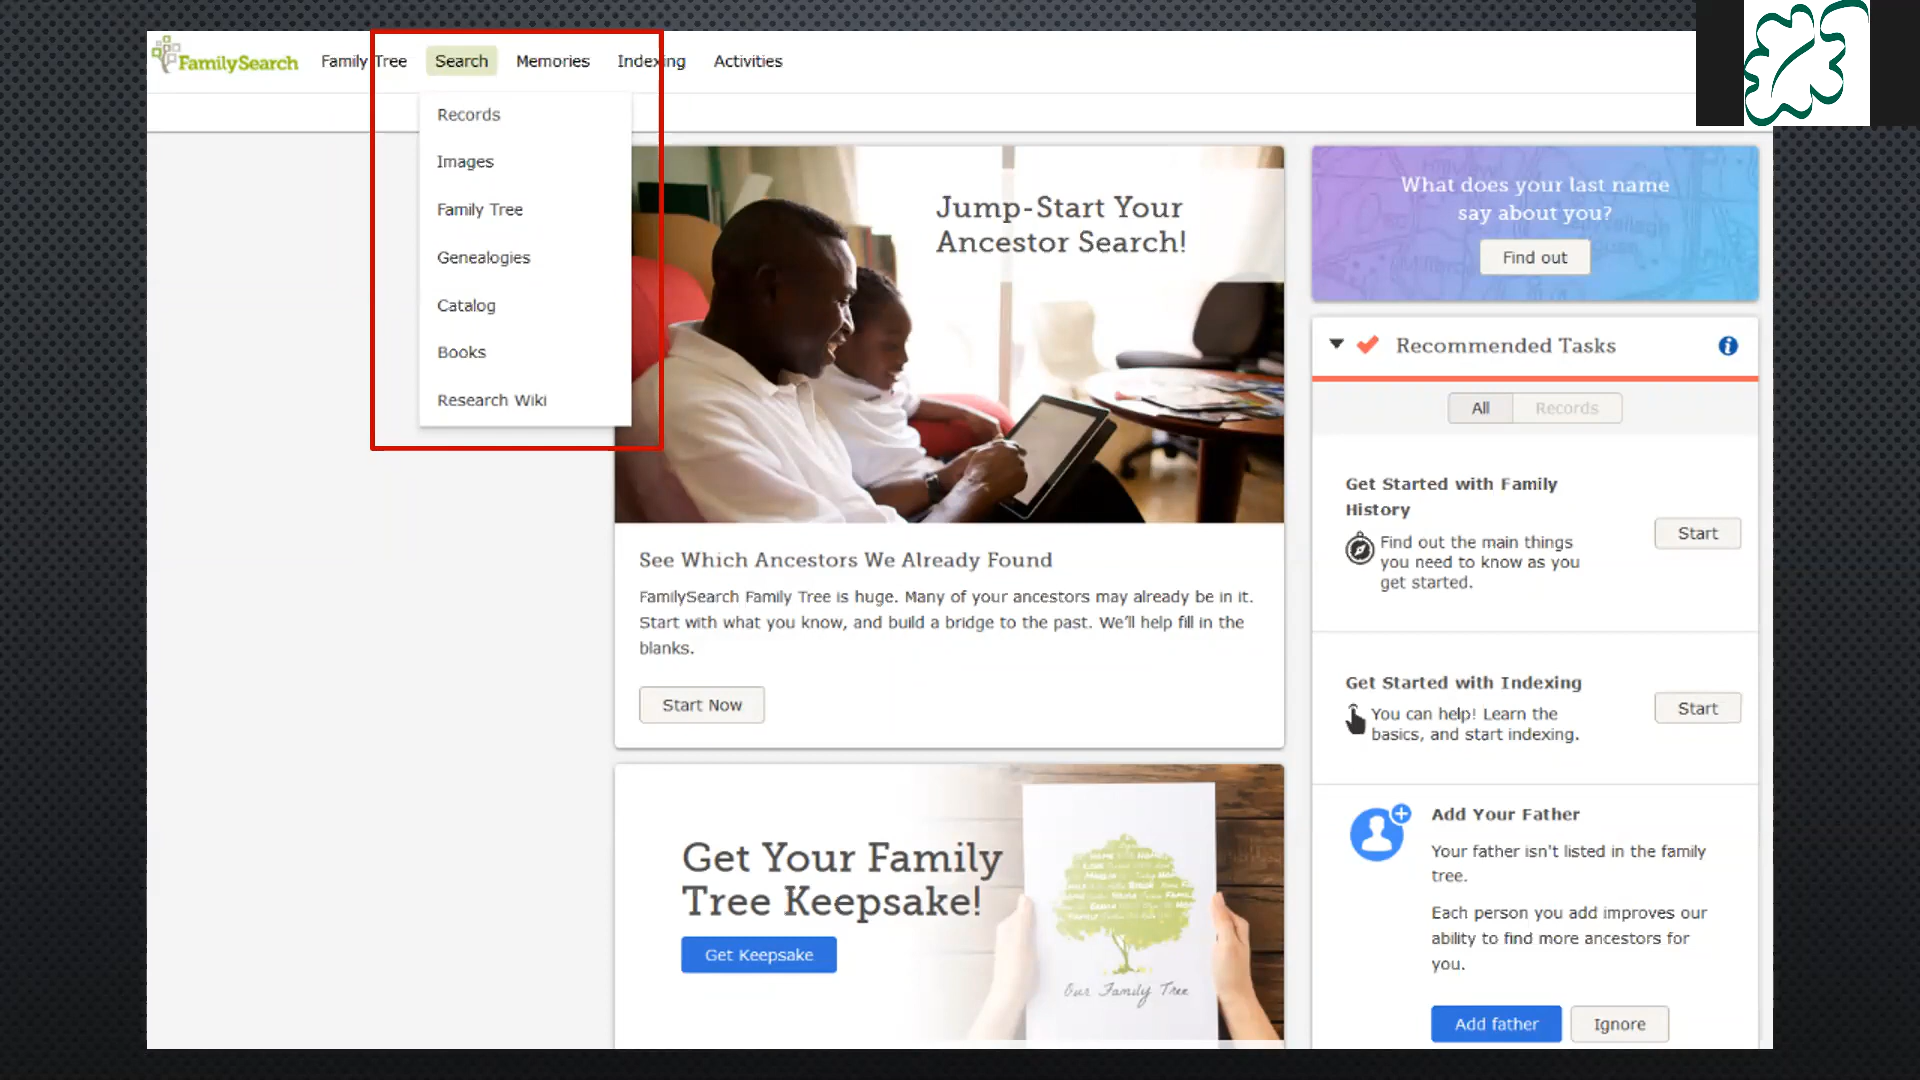 FamilySearch
Family Tree
Search
Memories
Indexing
Activities
Records
Images
Family Tree
Genealogies
Catalog
Books
Research Wiki
Jump-Start Your
Ancestor Search!
See Which Ancestors We Already Found
FamilySearch Family Tree is huge. Many of your ancestors may already be in it.
Start with what you know, and build a bridge to the past. We'll help fill in the
blanks.
Start Now
Get Your Family
Tree Keepsake!
Get Keepsake
Our Family Tree
What does your last name
say about you?
Find out
Recommended Tasks
All
Records
Get Started with Family
History
Find out the main things
you need to know as you
get started.
Start
Get Started with Indexing
You can help! Learn the
basics, and start indexing.
Start
Add Your Father
Your father isn't listed in the family
tree.
Each person you add improves our
ability to find more ancestors for
you.
Add father
Ignore